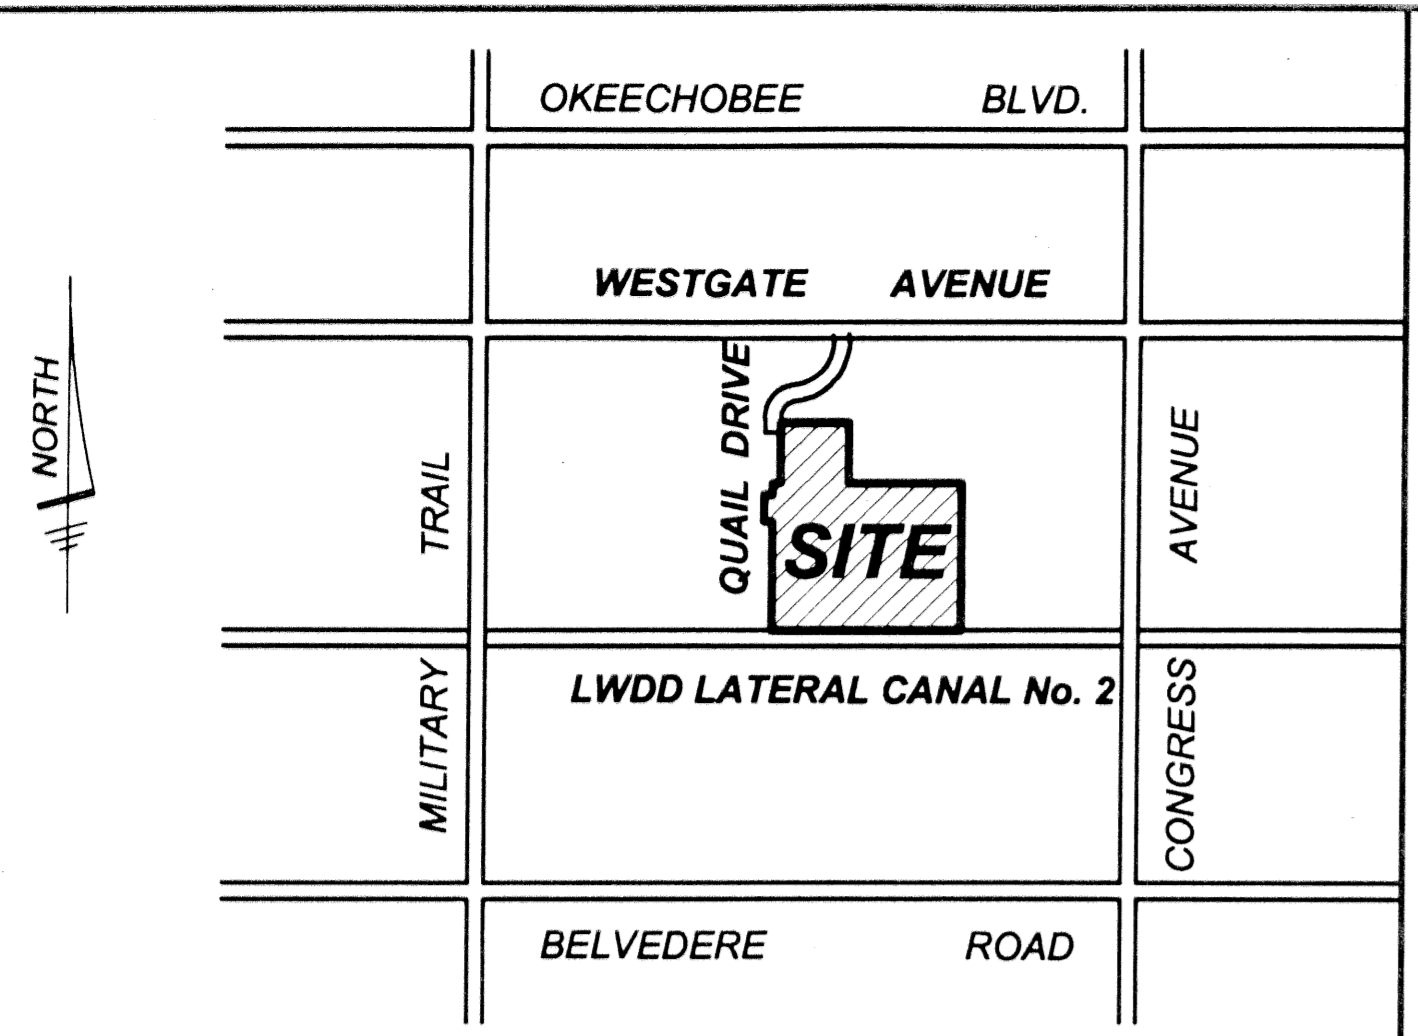 OKEECHOBEE BLVD.
WESTGATE AVENUE
NORTH
MILITARY TRAIL
QUAIL DRIVE
SITE
CONGRESS AVENUE
LWDD LATERAL CANAL No. 2
BELVEDERE ROAD